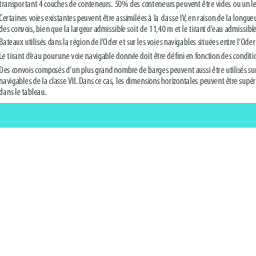 transportant 4 couches de conteneurs. 50% des conteneurs peuvent être vides ou un le
Certaines voies existantes peuvent être assimilées à la classe IV, en raison de la longueu
des convois, bien que la largeur admissible soit de 11,40 m et le tirant d'eau admissible
Bateaux utilisés dans la région de l'Oder et sur les voies navigables situées entre l'Oder
Le tirant d'eau pour une voie navigable donnée doit être défini en fonction des conditio
Des convois composés d'un plus grand nombre de barges peuvent aussi être utilisés sur
navigables de la classe VII. Dans ce cas, les dimensions horizontales peuvent être supér
dans le tableau.